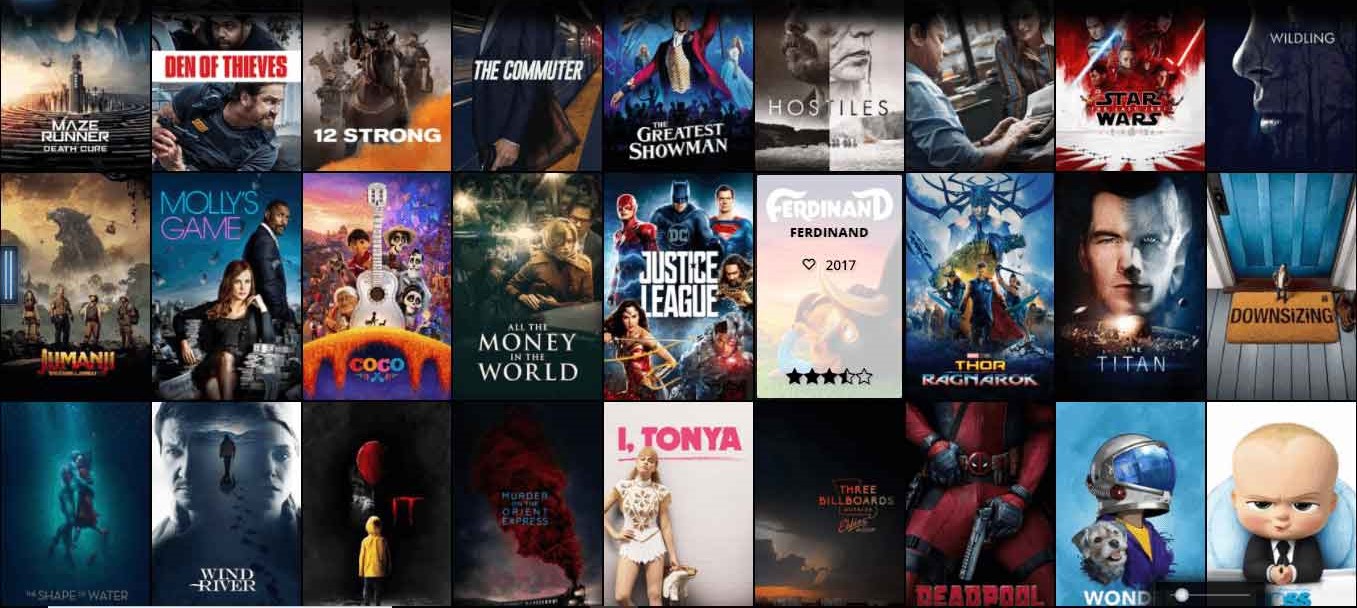 MAZE
RUNNER
DEATH CURE
DEN OF THIEVES
12 STRONG
THE COMMUTER
THE
GREATEST
SHOWMAN
HOSTILES
STAR
WARS
WILDLING
JUMANJI
MOLLY'S
GAME
COCO
ALL THE
MONEY
IN THE
WORLD
DC
JUSTICE
LEAGUE
FERDINAND
FERDINAND
2017
THOR
RAGNAROK
THE
TITAN
DOWNSIZING
THE SHAPE OF WATER
WIND
RIVER
IT
MURDER
ON THE
ORIENT
EXPRESS
I, TONYA
THREE
BILLBOARDS
OUTSIDE
DEADPOOL
WOND